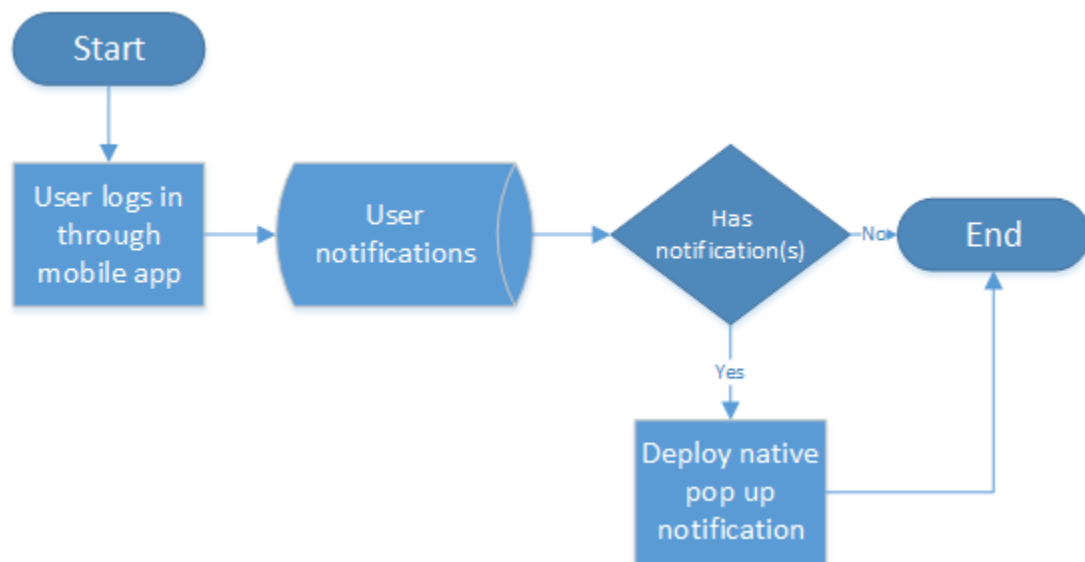 Start
User logs in
through
mobile app
User
notifications
Has
notification(s)
No
End
Yes
Deploy native
pop up
notification